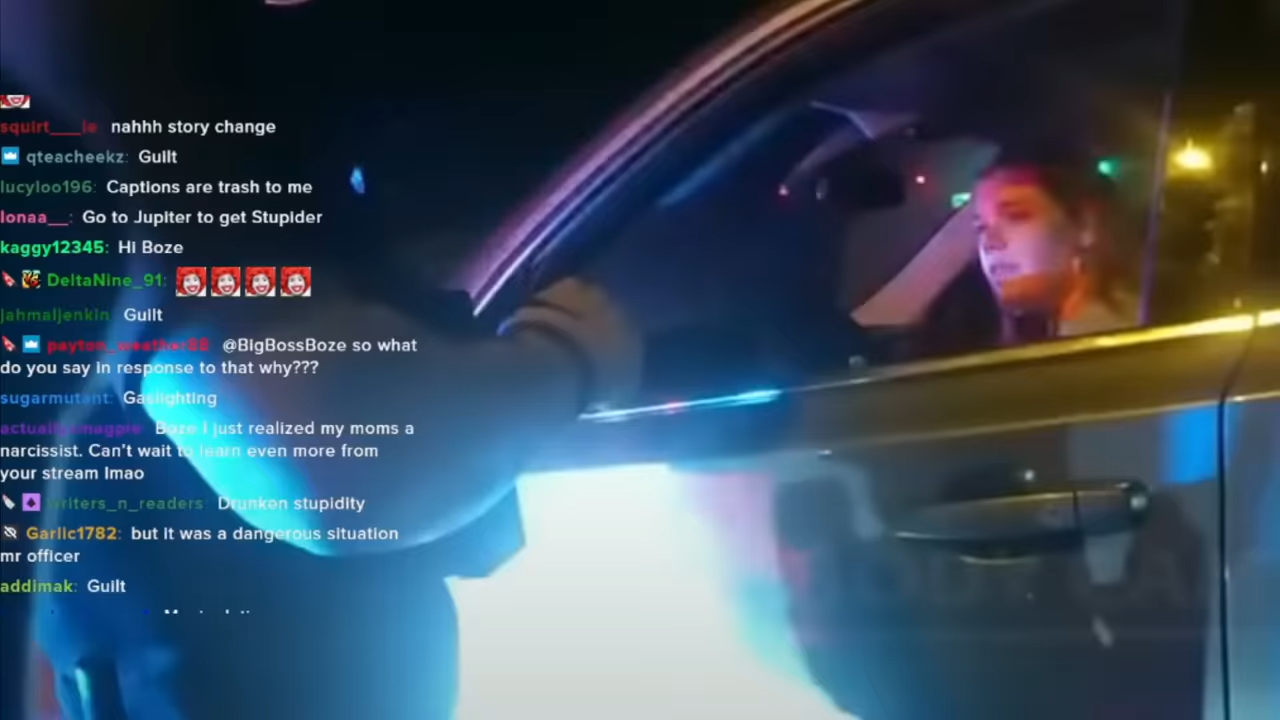 squirt___ie nahhh story change
qteacheekz: Guilt
lucyloo196: Captions are trash to me
lonaa__: Go to Jupiter to get Stupider
kaggy12345: Hi Boze
DeltaNine_91:
jahmaljenkin Guilt
payton_weather88 @BigBossBoze so what
do you say in response to that why???
sugarmutant: Gaslighting
actuallyimagpie Boze I just realized my moms a
narcissist. Can't wait to learn even more from
your stream lmao
writers_n_readers: Drunken stupidity
Garlic1782: but it was a dangerous situation
mr officer
addimak: Guilt